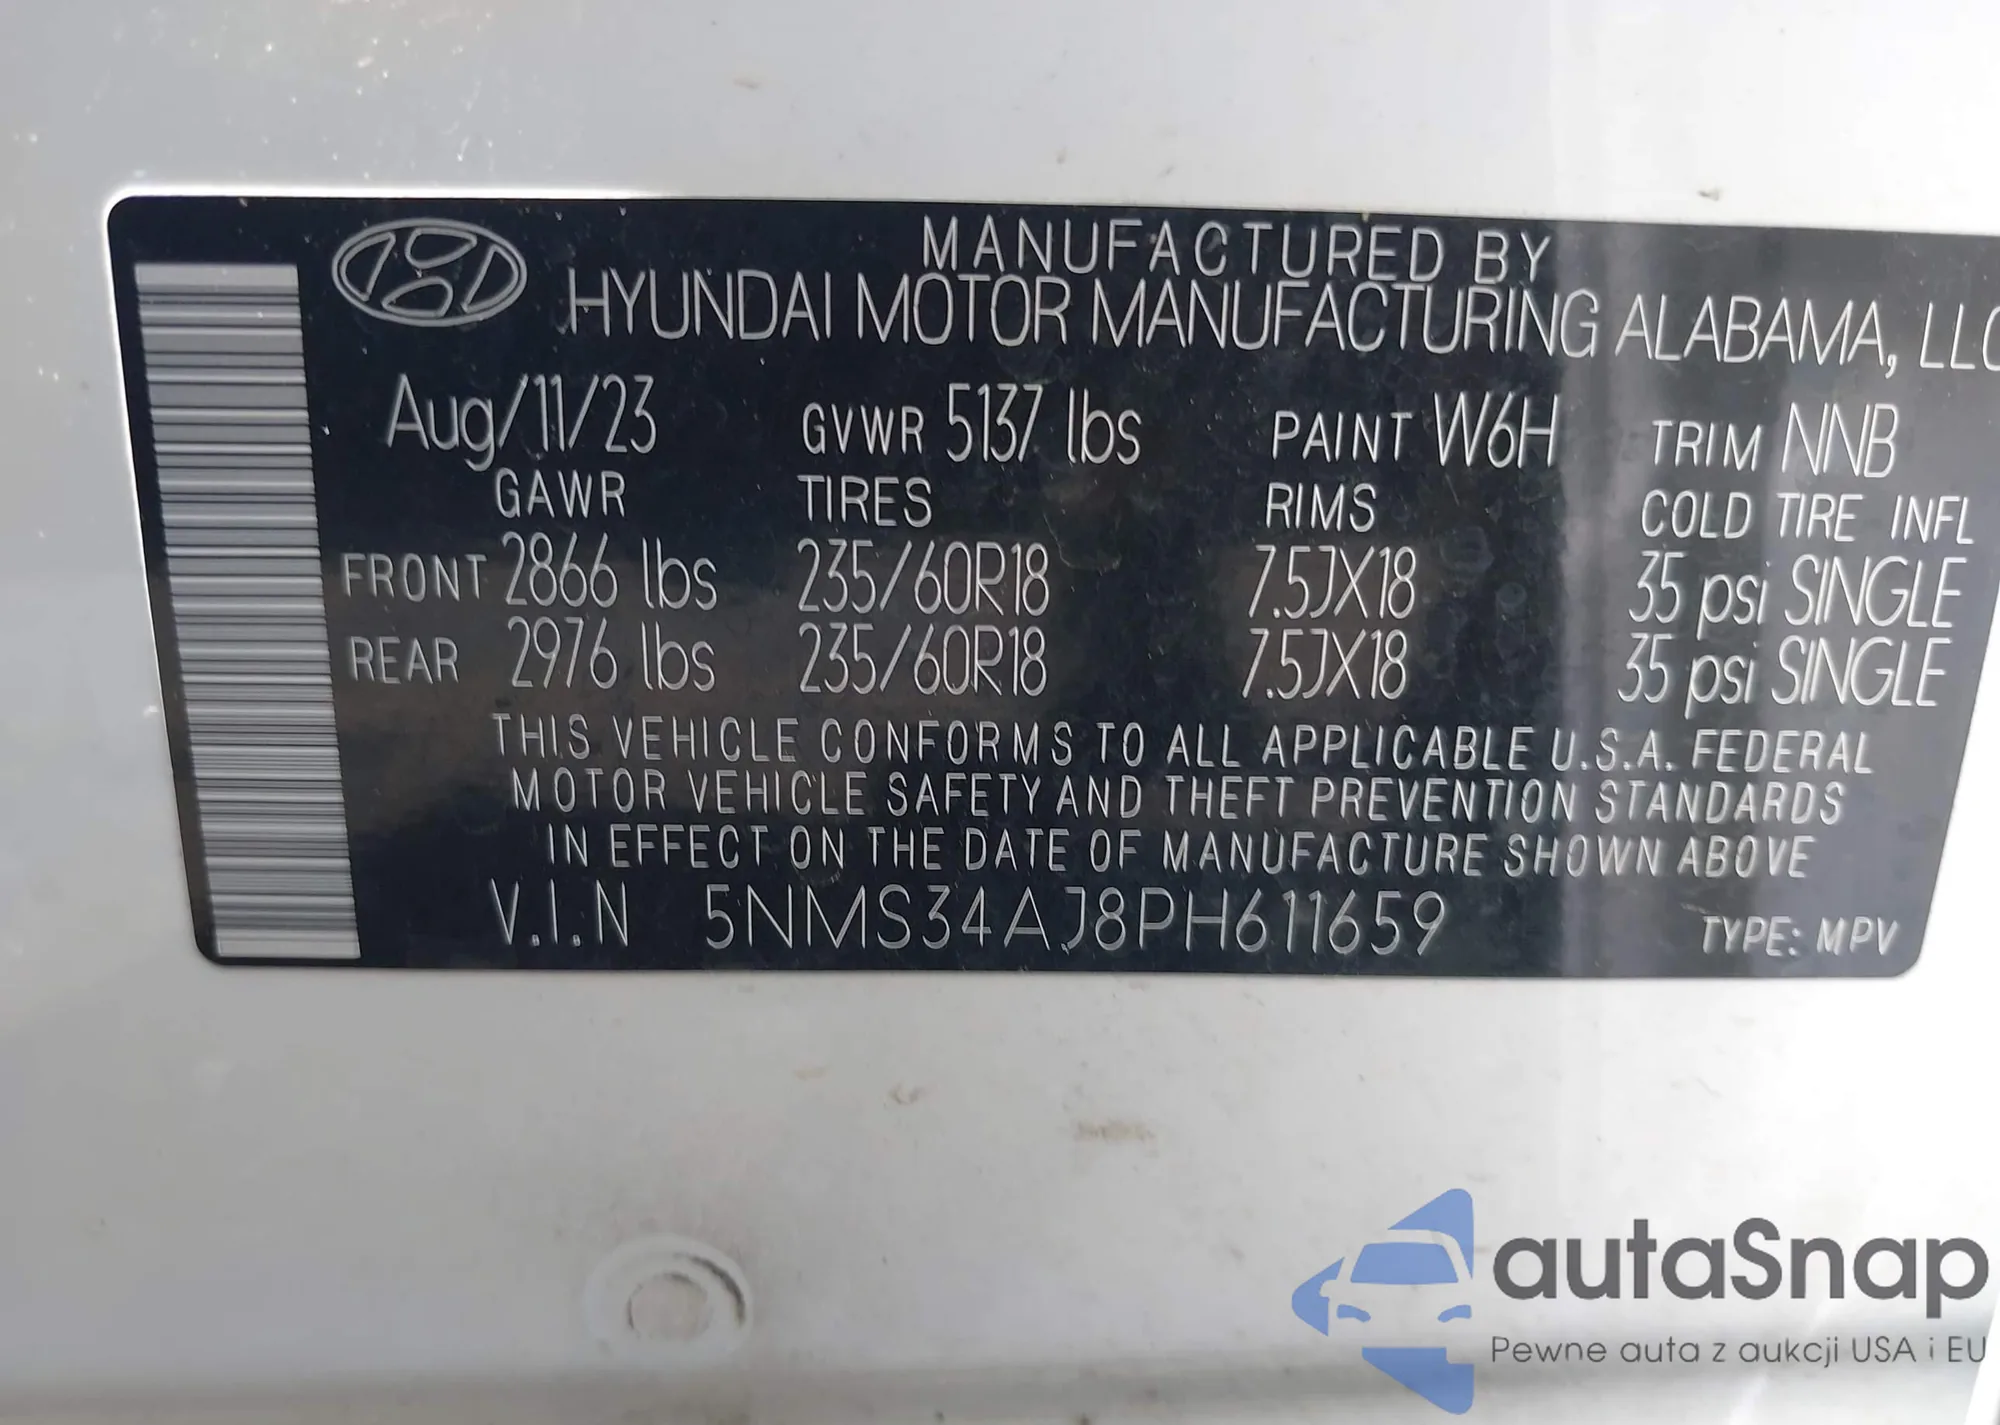 MANUFACTURED BY
HYUNDAI MOTOR MANUFACTURING ALABAMA, LLC
Aug/11/23 GVWR 5137 lbs PAINT W6H TRIM NNB
GAWR TIRES RIMS COLD TIRE INFL
FRONT 2866 lbs 235/60R18 7.5JX18 35 psi SINGLE
REAR 2976 lbs 235/60R18 7.5JX18 35 psi SINGLE
THIS VEHICLE CONFORMS TO ALL APPLICABLE U.S.A. FEDERAL
MOTOR VEHICLE SAFETY AND THEFT PREVENTION STANDARDS
IN EFFECT ON THE DATE OF MANUFACTURE SHOWN ABOVE
V.I.N 5NMS34AJ8PH611659 TYPE: MPV
autaSnap
Pewne auta z aukcji USA i EU